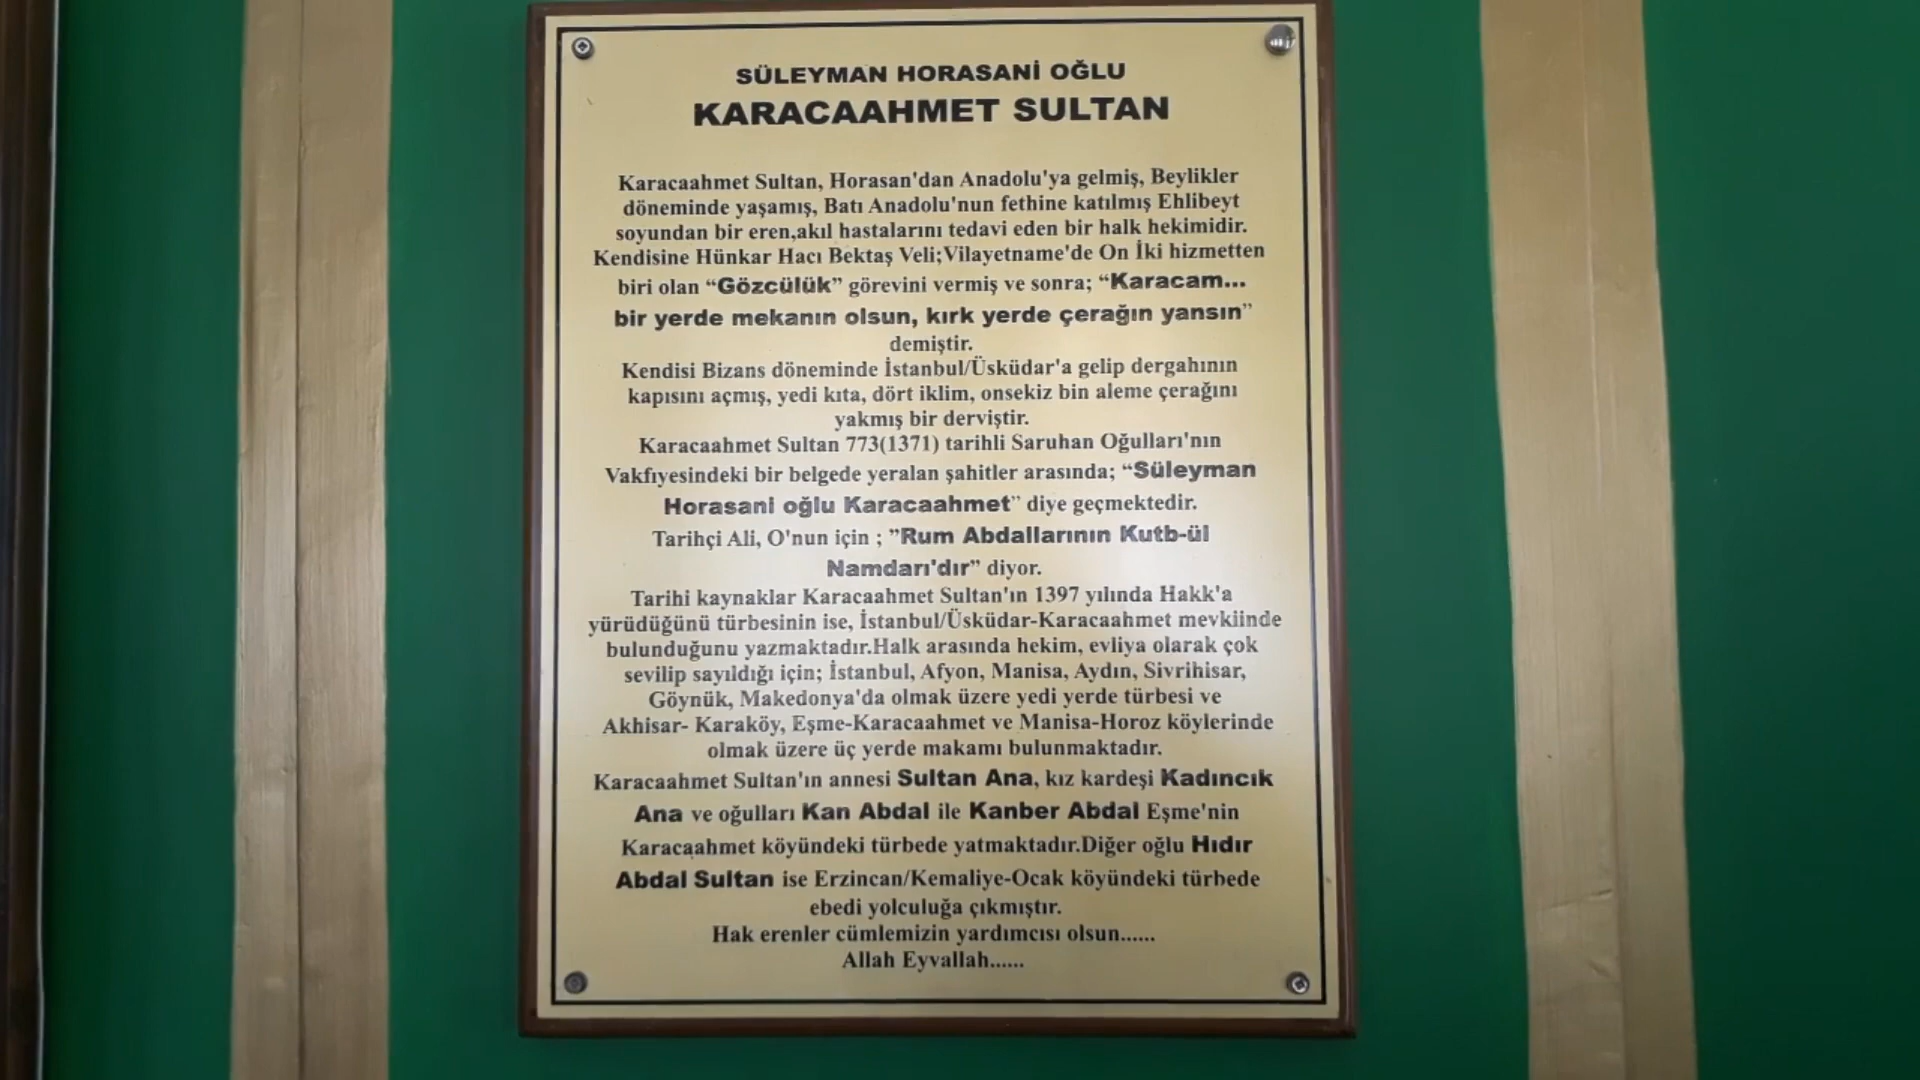 SÜLEYMAN HORASANİ OĞLU
KARACAAHMET SULTAN
Karacaahmet Sultan, Horasan'dan Anadolu'ya gelmiş, Beylikler
döneminde yaşamış, Batı Anadolu'nun fethine katılmış Ehlibeyt
soyundan bir eren,akıl hastalarını tedavi eden bir halk hekimidir.
Kendisine Hünkar Hacı Bektaş Veli;Vilayetname'de On İki hizmetten
biri olan “Gözcülük” görevini vermiş ve sonra; “Karacam...
bir yerde mekanın olsun, kırk yerde çerağın yansın”
demiştir.
Kendisi Bizans döneminde İstanbul/Üsküdar'a gelip dergahının
kapısını açmış, yedi kıta, dört iklim, onsekiz bin aleme çerağını
yakmış bir derviştir.
Karacaahmet Sultan 773(1371) tarihli Saruhan Oğulları'nın
Vakfıyesindeki bir belgede yeralan şahitler arasında; “Süleyman
Horasani oğlu Karacaahmet” diye geçmektedir.
Tarihçi Ali, O'nun için ; ”Rum Abdallarının Kutb-ül
Namdarı'dır” diyor.
Tarihi kaynaklar Karacaahmet Sultan'ın 1397 yılında Hakk'a
yürüdüğünü türbesinin ise, İstanbul/Üsküdar-Karacaahmet mevkiinde
bulunduğunu yazmaktadır.Halk arasında hekim, evliya olarak çok
sevilip sayıldığı için; İstanbul, Afyon, Manisa, Aydın, Sivrihisar,
Göynük, Makedonya'da olmak üzere yedi yerde türbesi ve
Akhisar- Karaköy, Eşme-Karacaahmet ve Manisa-Horoz köylerinde
olmak üzere üç yerde makamı bulunmaktadır.
Karacaahmet Sultan'ın annesi Sultan Ana, kız kardeşi Kadıncık
Ana ve oğulları Kan Abdal ile Kanber Abdal Eşme'nin
Karacaahmet köyündeki türbede yatmaktadır.Diğer oğlu Hıdır
Abdal Sultan ise Erzincan/Kemaliye-Ocak köyündeki türbede
ebedi yolculuğa çıkmıştır.
Hak erenler cümlemizin yardımcısı olsun......
Allah Eyvallah......